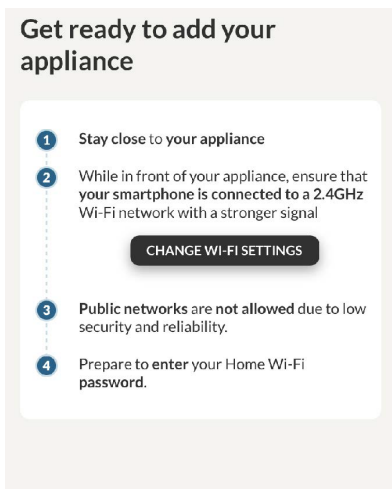 Get ready to add your
appliance
1 Stay close to your appliance
2 While in front of your appliance, ensure that
your smartphone is connected to a 2.4GHz
Wi-Fi network with a stronger signal
CHANGE WI-FI SETTINGS
3 Public networks are not allowed due to low
security and reliability.
4 Prepare to enter your Home Wi-Fi
password.